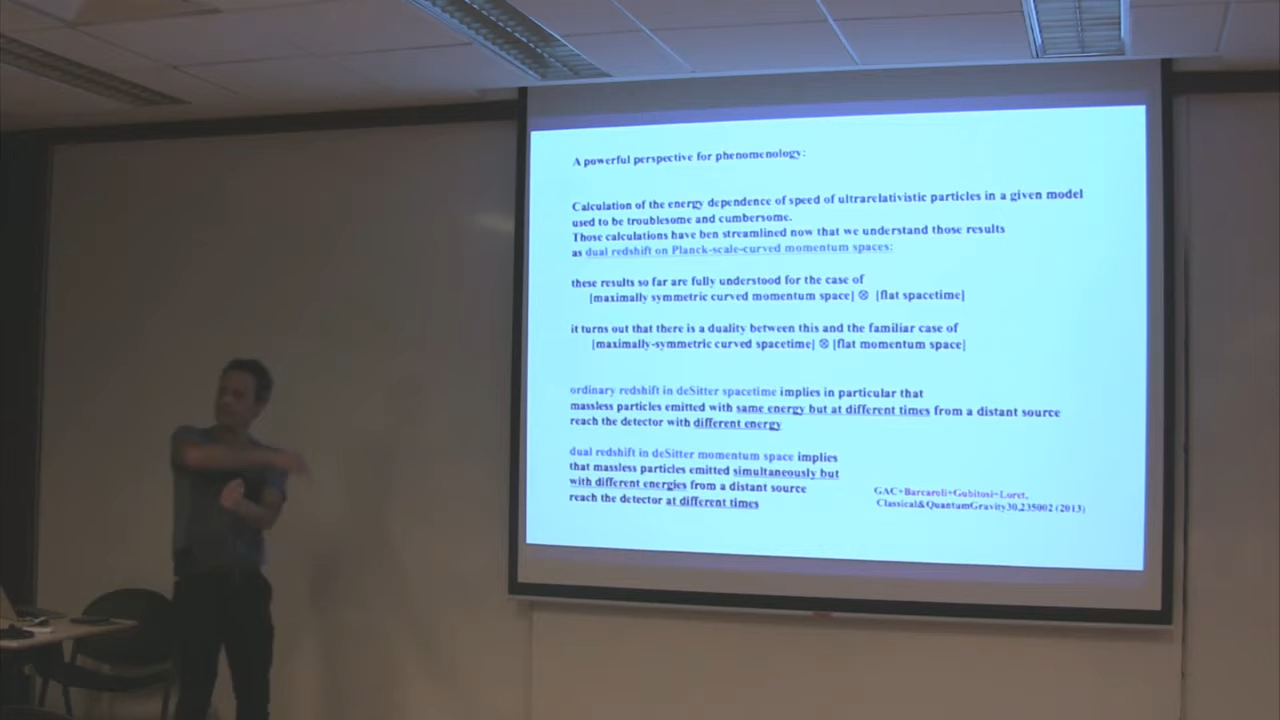 A powerful perspective for phenomenology:
Calculation of the energy dependence of speed of ultrarelativistic particles in a given model
used to be troublesome and cumbersome.
Those calculations have ben streamlined now that we understand those results
as dual redshift on Planck-scale-curved momentum spaces:
these results so far are fully understood for the case of
[maximally symmetric curved momentum space] ⊗ [flat spacetime]
it turns out that there is a duality between this and the familiar case of
[maximally-symmetric curved spacetime] ⊗ [flat momentum space]
ordinary redshift in deSitter spacetime implies in particular that
massless particles emitted with same energy but at different times from a distant source
reach the detector with different energy
dual redshift in deSitter momentum space implies
that massless particles emitted simultaneously but
with different energies from a distant source
reach the detector at different times
GAC+Barcaroli+Gubitosi+Loret,
Classical&QuantumGravity30,235002 (2013)